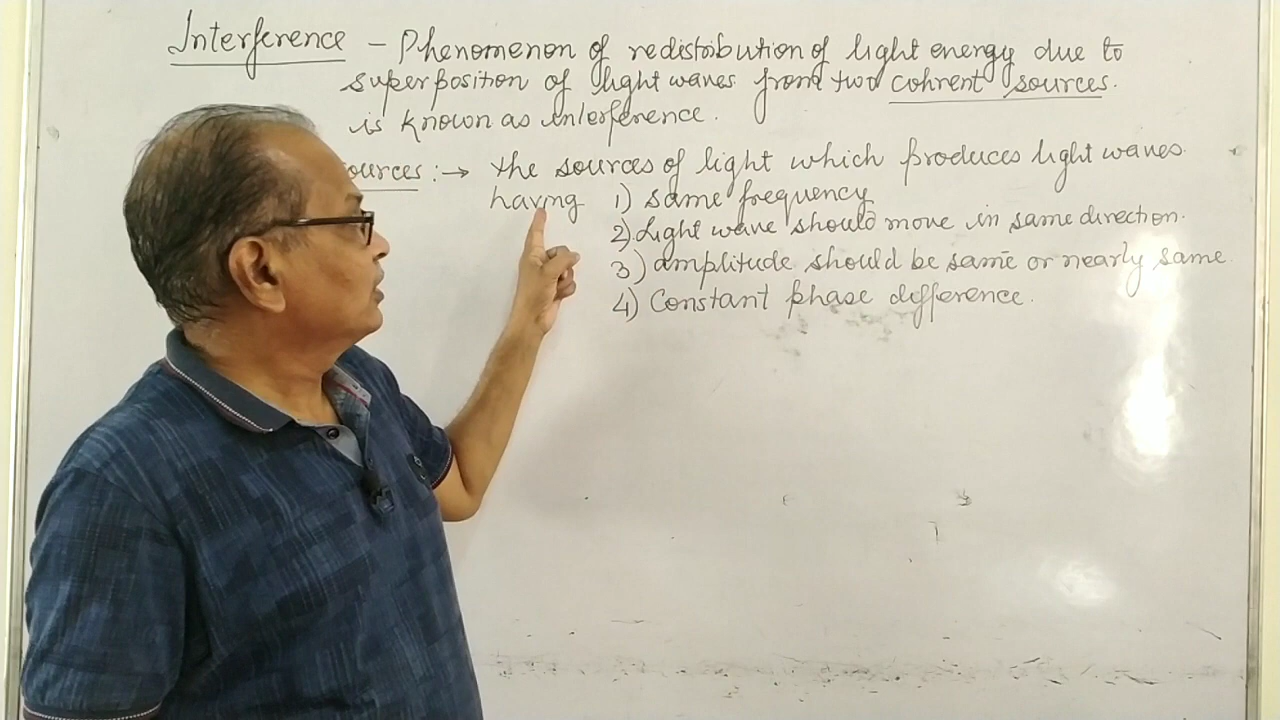 Interference - Phenomenon of redistribution of light energy due to
superposition of light waves from two cohrent sources.
is known as interference.
ources :→ the sources of light which produces light waves.
having 1) same frequency
2) Light wave should move in same direction.
3) amplitude should be same or nearly same.
4) Constant phase difference.